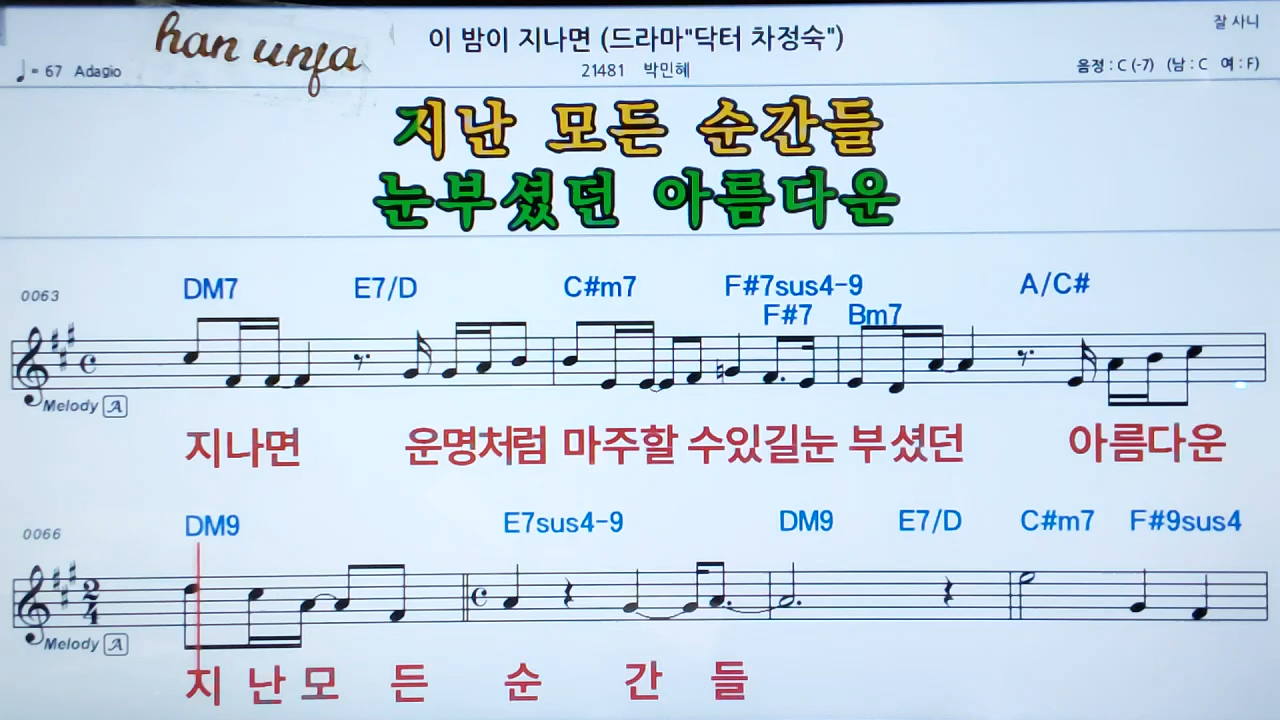 han unja
이 밤이 지나면 (드라마"닥터 차정숙")
잘 사니
♩= 67 Adagio
21481 박민혜
음정 : C (-7) (남 : C 여 : F)
지난 모든 순간들
눈부셨던 아름다운
0063
DM7 E7/D C#m7 F#7sus4-9 A/C#
F#7 Bm7
Melody A
지나면 운명처럼 마주할 수있길눈 부셨던 아름다운
0066
DM9 E7sus4-9 DM9 E7/D C#m7 F#9sus4
2
4
Melody A
지 난 모 든 순 간 들